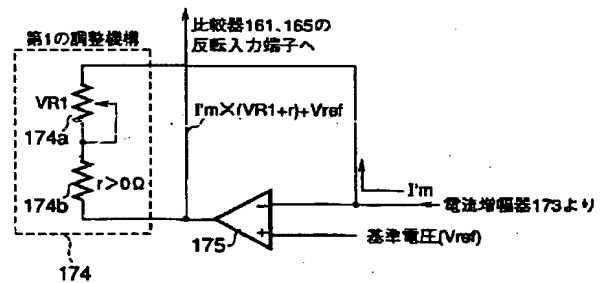 比較器161、165の
反転入力端子へ
第1の調整機構
VR1
174a
I'm×(VR1+r)+Vref
r>0Ω
174b
I'm
電流増幅器173より
175
基準電圧(Vref)
174